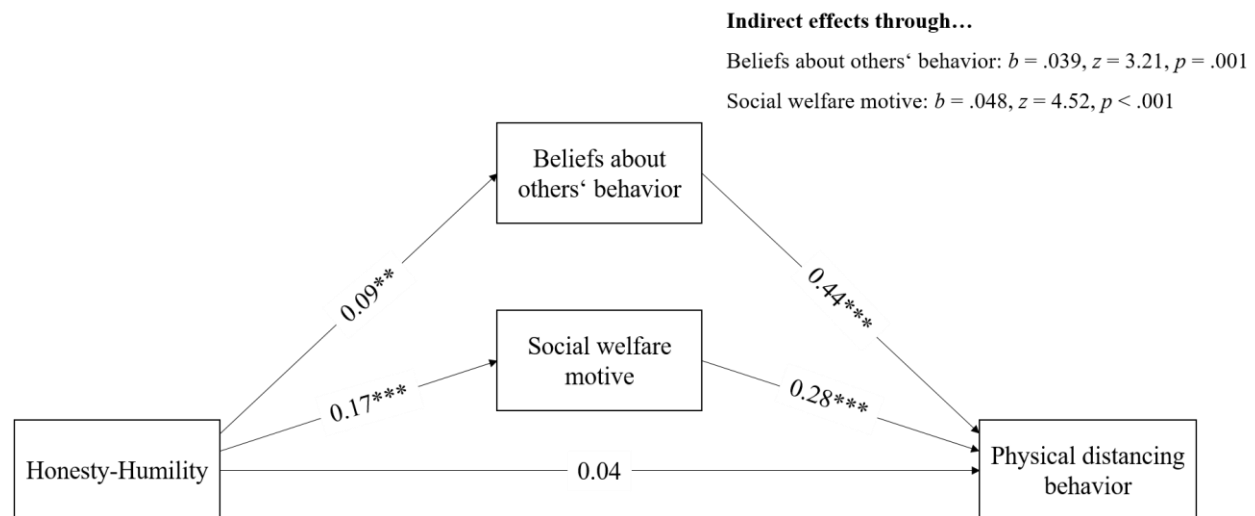 Indirect effects through…
Beliefs about others‘ behavior: b = .039, z = 3.21, p = .001
Social welfare motive: b = .048, z = 4.52, p < .001
Beliefs about
others‘ behavior
0.09**
0.44***
Social welfare
motive
0.17***
0.28***
Honesty-Humility
0.04
Physical distancing
behavior